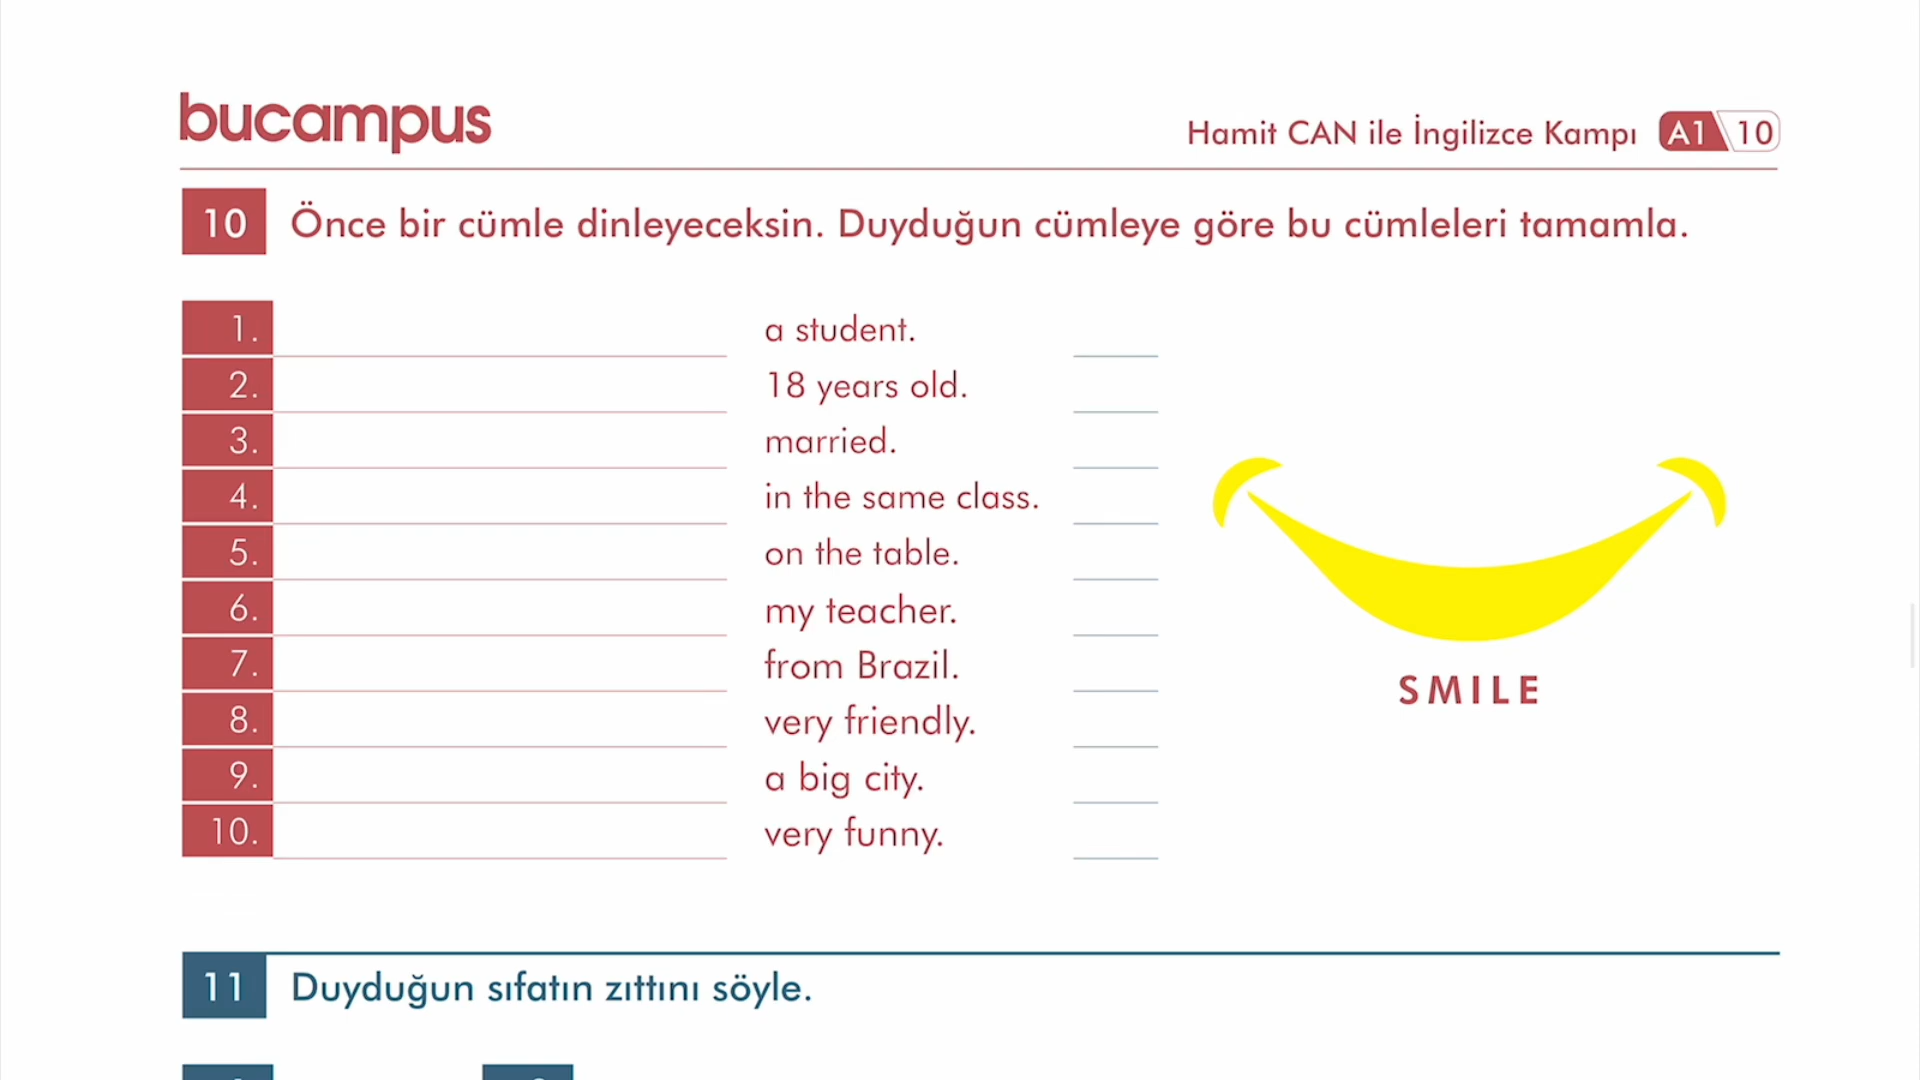 bucampus
Hamit CAN ile İngilizce Kampı A1 10
10 Önce bir cümle dinleyeceksin. Duyduğun cümleye göre bu cümleleri tamamla.
1. a student.
2. 18 years old.
3. married.
4. in the same class.
5. on the table.
6. my teacher.
7. from Brazil.
8. very friendly.
9. a big city.
10. very funny.
SMILE
11 Duyduğun sıfatın zıttını söyle.